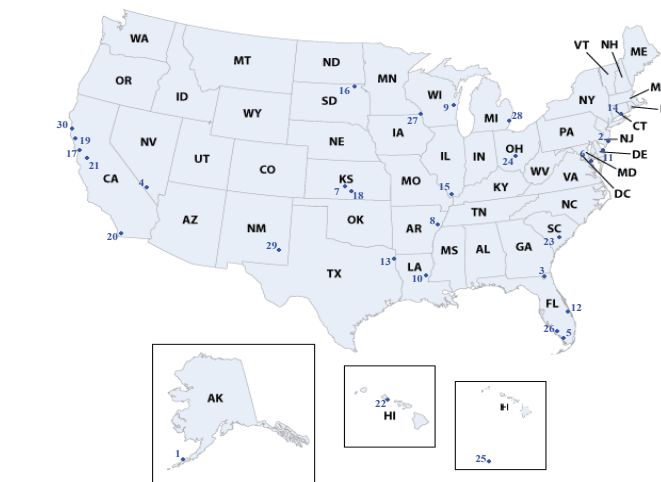 VT
NH
ME
WA
MT
ND
MN
OR
ID
WY
SD
16
WI
9
27
MI
28
NY
M
14
CT
30
19
17
21
CA
NV
4
UT
CO
NE
IA
IL
IN
OH
24
PA
2
NJ
11
DE
6
MD
DC
WV
VA
KS
7
18
MO
15
KY
20
AZ
NM
29
OK
AR
8
TN
NC
SC
23
TX
13
LA
10
MS
AL
GA
3
FL
12
26
5
AK
1
22
HI
25